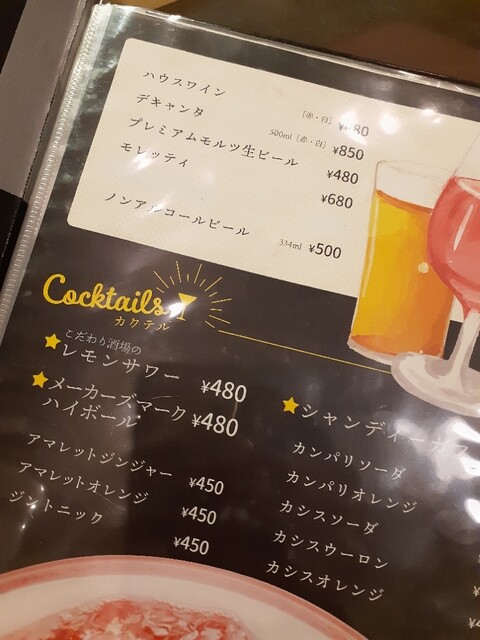 ハウスワイン [赤・白]
デキャンタ 500ml [赤・白] ¥850
プレミアムモルツ生ビール ¥480
モレッティ ¥680
ノンアルコールビール 334ml ¥500
Cocktails
カクテル
こだわり酒場の
レモンサワー ¥480
メーカーズマーク
ハイボール ¥480
アマレットジンジャー ¥450
アマレットオレンジ ¥450
ジントニック ¥450
シャンディーガフ
カンパリソーダ
カンパリオレンジ
カシスソーダ
カシスウーロン
カシスオレンジ